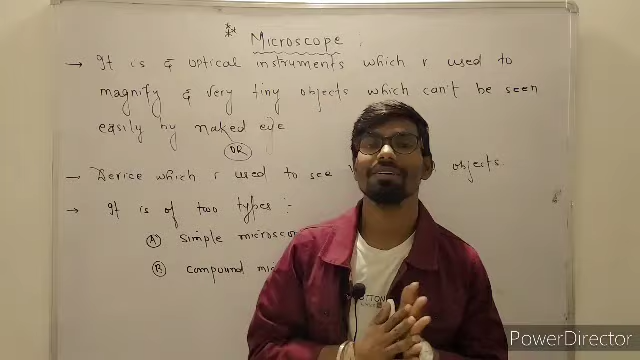 Microscope :
→ It is & optical instruments which r used to
magnify & very tiny objects which can't be seen
easily by naked eye
OR
→ Device which r used to see objects.
→ It is of two types :-
(A) Simple
(B) Compound
PowerDirector